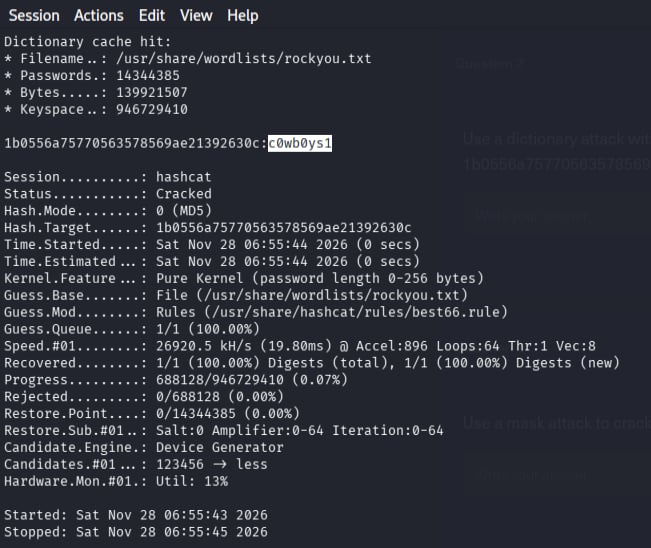 Session Actions Edit View Help
Dictionary cache hit:
* Filename..: /usr/share/wordlists/rockyou.txt
* Passwords.: 14344385
* Bytes.....: 139921507
* Keyspace..: 946729410
1b0556a75770563578569ae21392630c:c0wb0ys1
Session..........: hashcat
Status...........: Cracked
Hash.Mode........: 0 (MD5)
Hash.Target......: 1b0556a75770563578569ae21392630c
Time.Started.....: Sat Nov 28 06:55:44 2026 (0 secs)
Time.Estimated...: Sat Nov 28 06:55:44 2026 (0 secs)
Kernel.Feature...: Pure Kernel (password length 0-256 bytes)
Guess.Base.......: File (/usr/share/wordlists/rockyou.txt)
Guess.Mod........: Rules (/usr/share/hashcat/rules/best66.rule)
Guess.Queue......: 1/1 (100.00%)
Speed.#01........: 26920.5 kH/s (19.80ms) @ Accel:896 Loops:64 Thr:1 Vec:8
Recovered........: 1/1 (100.00%) Digests (total), 1/1 (100.00%) Digests (new)
Progress.........: 688128/946729410 (0.07%)
Rejected.........: 0/688128 (0.00%)
Restore.Point....: 0/14344385 (0.00%)
Restore.Sub.#01..: Salt:0 Amplifier:0-64 Iteration:0-64
Candidate.Engine.: Device Generator
Candidates.#01...: 123456 -> less
Hardware.Mon.#01.: Util: 13%
Started: Sat Nov 28 06:55:43 2026
Stopped: Sat Nov 28 06:55:45 2026
Question 2
Use a dictionary attack wit
1b0556a75770563578569
Use a mask attack to crack